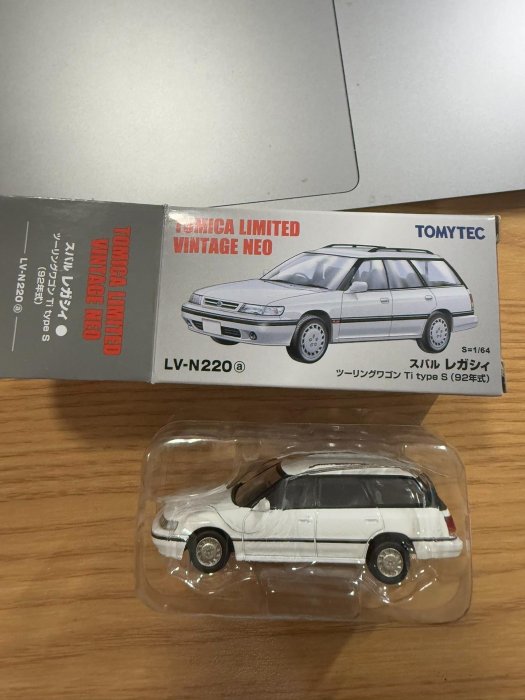 TOMICA LIMITED
VINTAGE NEO
TOMYTEC
S=1/64
LV-N220ⓐ
スバル レガシィ
ツーリングワゴン Ti type S (92年式)
TOMICA LIMITED
VINTAGE NEO
スバル レガシィ
ツーリングワゴン Ti type S
(92年式)
LV-N220 ⓐ